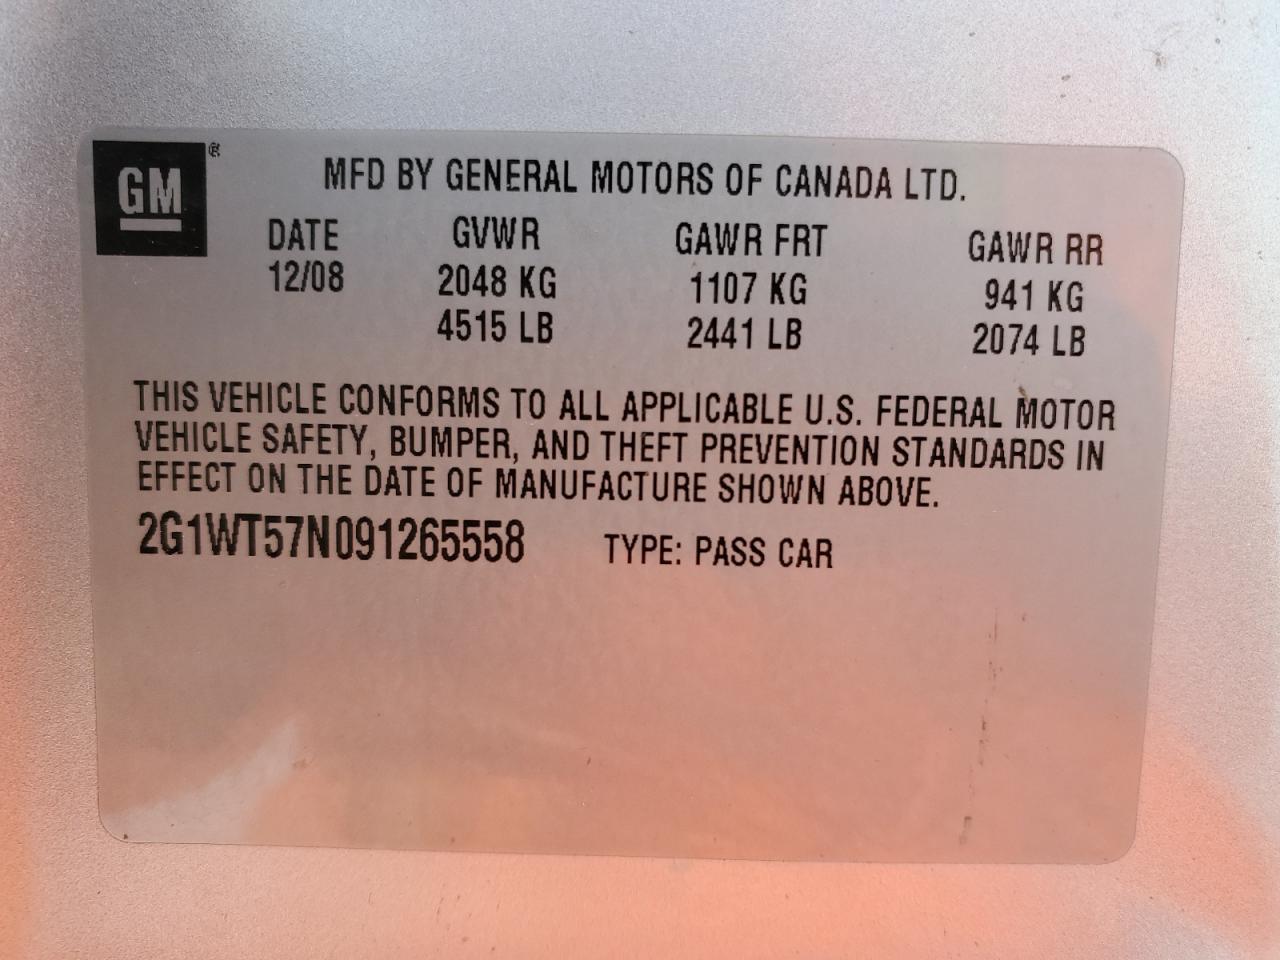 GM®
MFD BY GENERAL MOTORS OF CANADA LTD.
DATE GVWR GAWR FRT GAWR RR
12/08 2048 KG 1107 KG 941 KG
4515 LB 2441 LB 2074 LB
THIS VEHICLE CONFORMS TO ALL APPLICABLE U.S. FEDERAL MOTOR
VEHICLE SAFETY, BUMPER, AND THEFT PREVENTION STANDARDS IN
EFFECT ON THE DATE OF MANUFACTURE SHOWN ABOVE.
2G1WT57N091265558 TYPE: PASS CAR